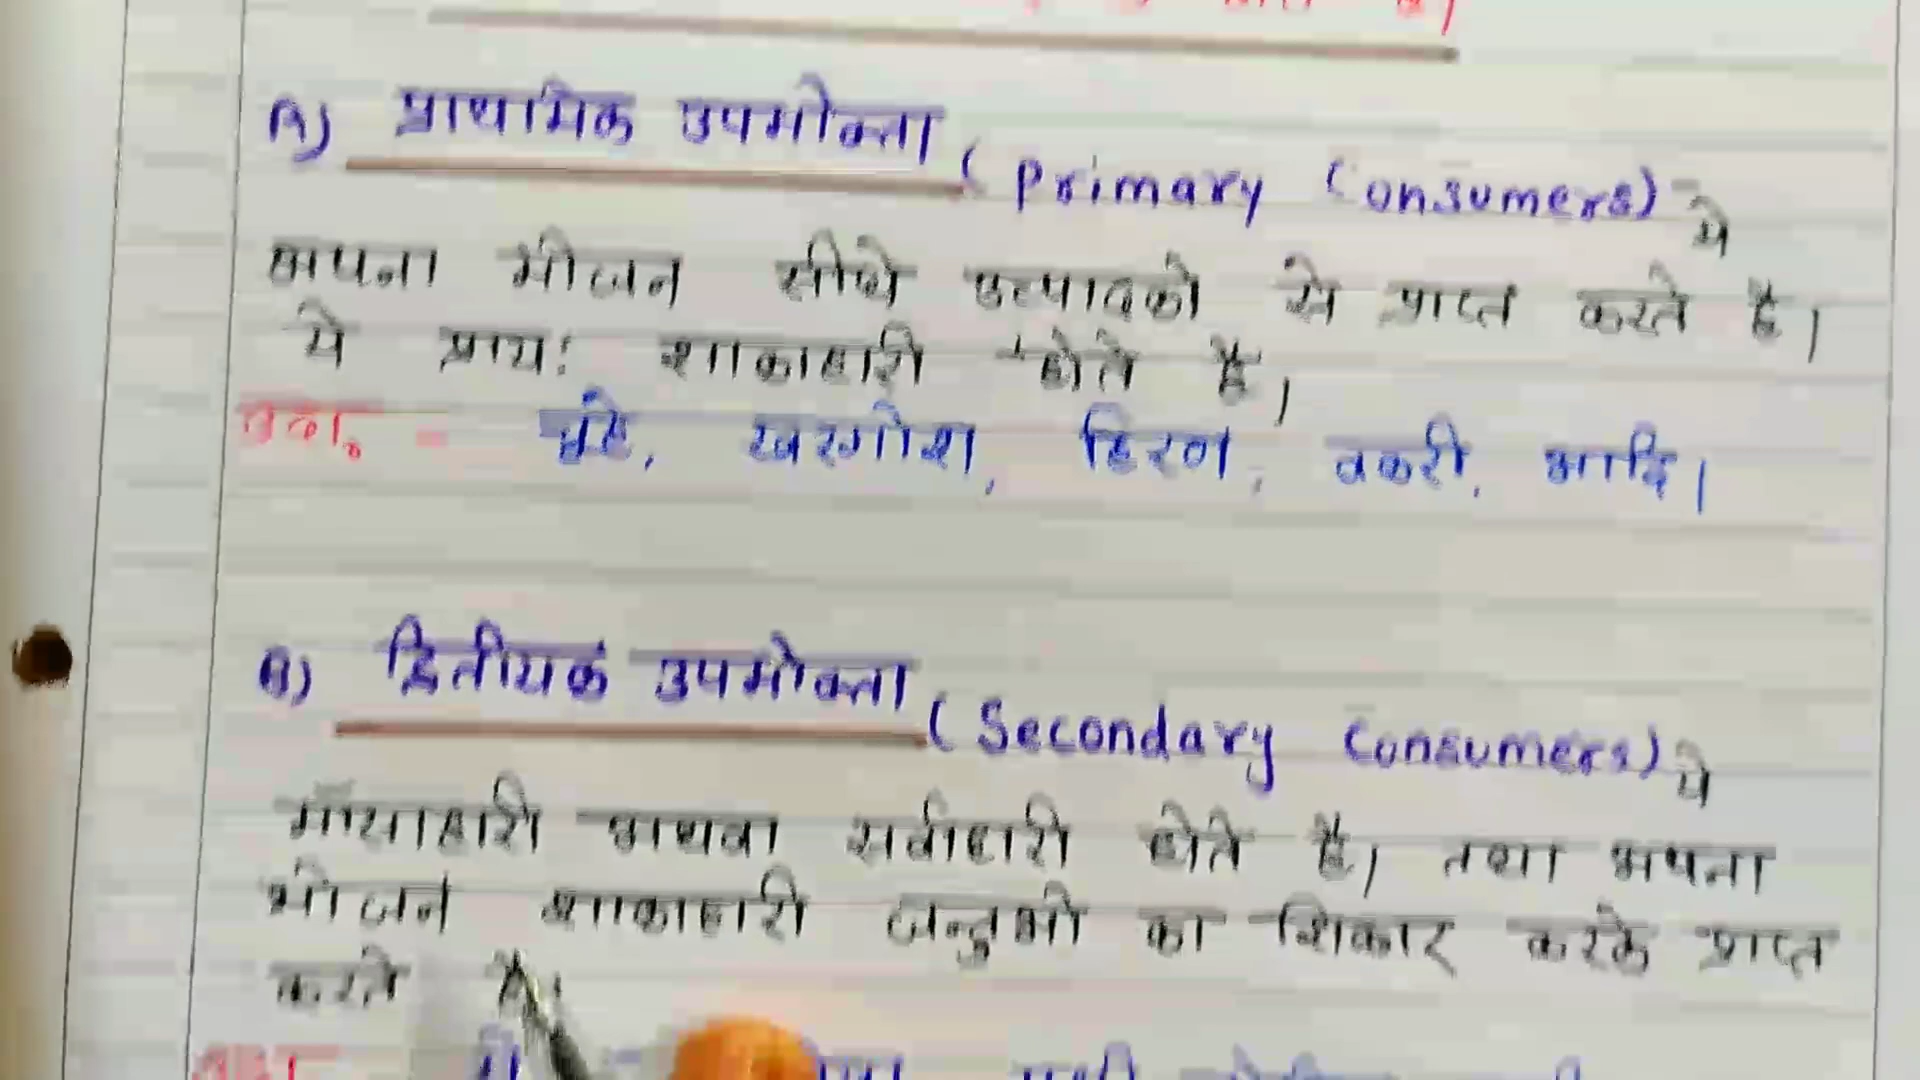 A) प्राथमिक उपभोक्ता (Primary Consumers) ये
अपना भोजन सीधे उत्पादको से प्राप्त करते है।
ये प्रायः शाकाहारी होते है।
उदा० - चूहे, खरगोश, हिरण, बकरी, आदि।
B) द्वितीयक उपभोक्ता (Secondary Consumers) ये
माँसाहारी अथवा सर्वाहारी होते है। तथा अपना
भोजन शाकाहारी जन्तुओ का शिकार करके प्राप्त
करते है।